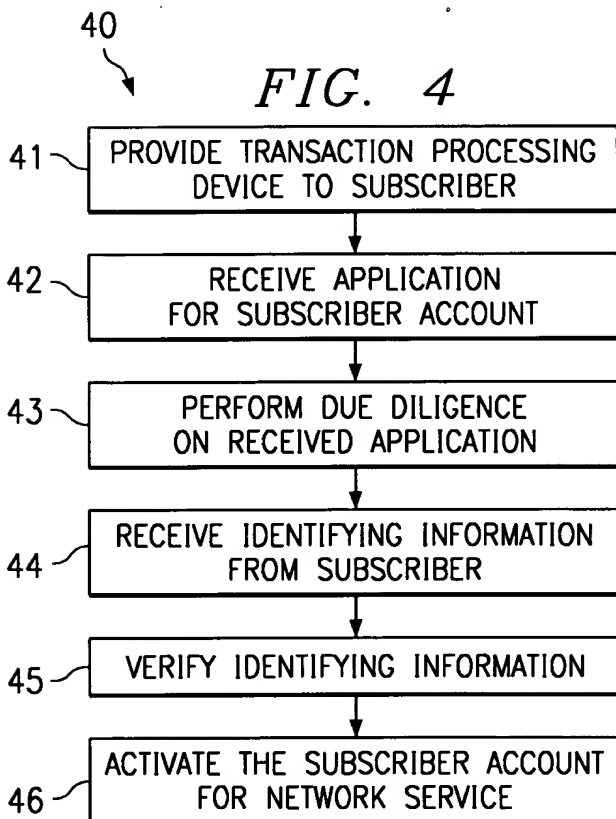 40
FIG. 4
41
PROVIDE TRANSACTION PROCESSING
DEVICE TO SUBSCRIBER
42
RECEIVE APPLICATION
FOR SUBSCRIBER ACCOUNT
43
PERFORM DUE DILIGENCE
ON RECEIVED APPLICATION
44
RECEIVE IDENTIFYING INFORMATION
FROM SUBSCRIBER
45
VERIFY IDENTIFYING INFORMATION
46
ACTIVATE THE SUBSCRIBER ACCOUNT
FOR NETWORK SERVICE